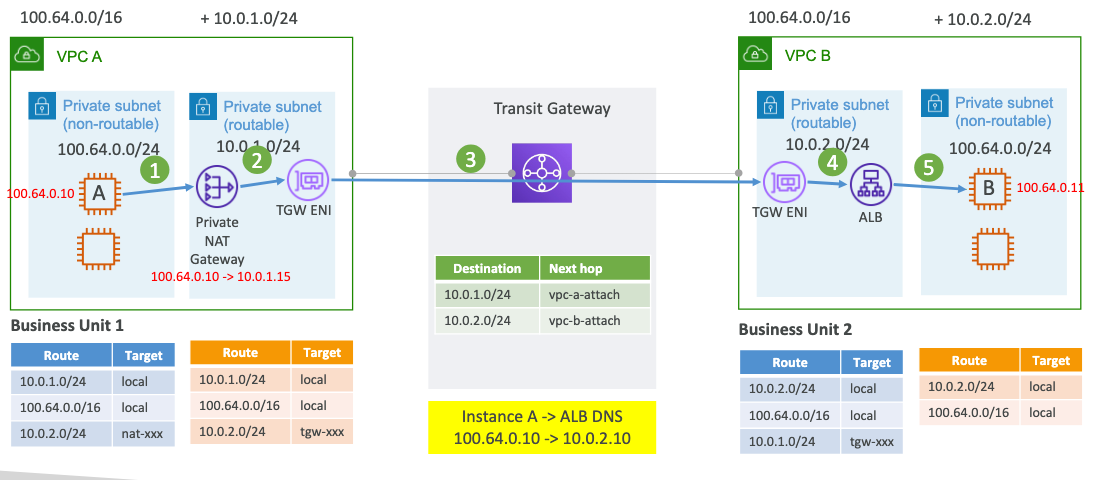 100.64.0.0/16
+ 10.0.1.0/24
VPC A
Private subnet
(non-routable)
100.64.0.0/24
Private subnet
(routable)
10.0.1.0/24
1
2
100.64.0.10
A
Private
NAT
Gateway
TGW ENI
100.64.0.10 -> 10.0.1.15
Business Unit 1
Route Target
10.0.1.0/24 local
100.64.0.0/16 local
10.0.2.0/24 nat-xxx
Route Target
10.0.1.0/24 local
100.64.0.0/16 local
10.0.2.0/24 tgw-xxx
Transit Gateway
3
Destination Next hop
10.0.1.0/24 vpc-a-attach
10.0.2.0/24 vpc-b-attach
Instance A -> ALB DNS
100.64.0.10 -> 10.0.2.10
100.64.0.0/16
+ 10.0.2.0/24
VPC B
Private subnet
(routable)
10.0.2.0/24
Private subnet
(non-routable)
100.64.0.0/24
4
5
TGW ENI
ALB
B
100.64.0.11
Business Unit 2
Route Target
10.0.2.0/24 local
100.64.0.0/16 local
10.0.1.0/24 tgw-xxx
Route Target
10.0.2.0/24 local
100.64.0.0/16 local